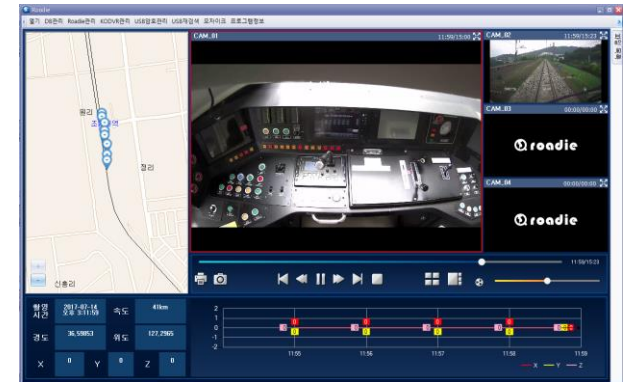 Roadie
열기 DB관리 Roadie관리 KODVR관리 USB암호관리 USB재검색 조치이프 프로그램정보
CAM_01 11:59/15:00
CAM_02 11:59/15:23
CAM_03 00:00/00:00
roadie
CAM_04 00:00/00:00
roadie
원리
정리
신흥리
11:59/15:23
촬영시간 2017-07-14 오후 3:11:59 속도 41km
경도 36,59853 위도 127,2965
X 0 Y 0 Z 0
2
1
0
-1
-2
11:55 11:56 11:57 11:58 11:59
X Y Z